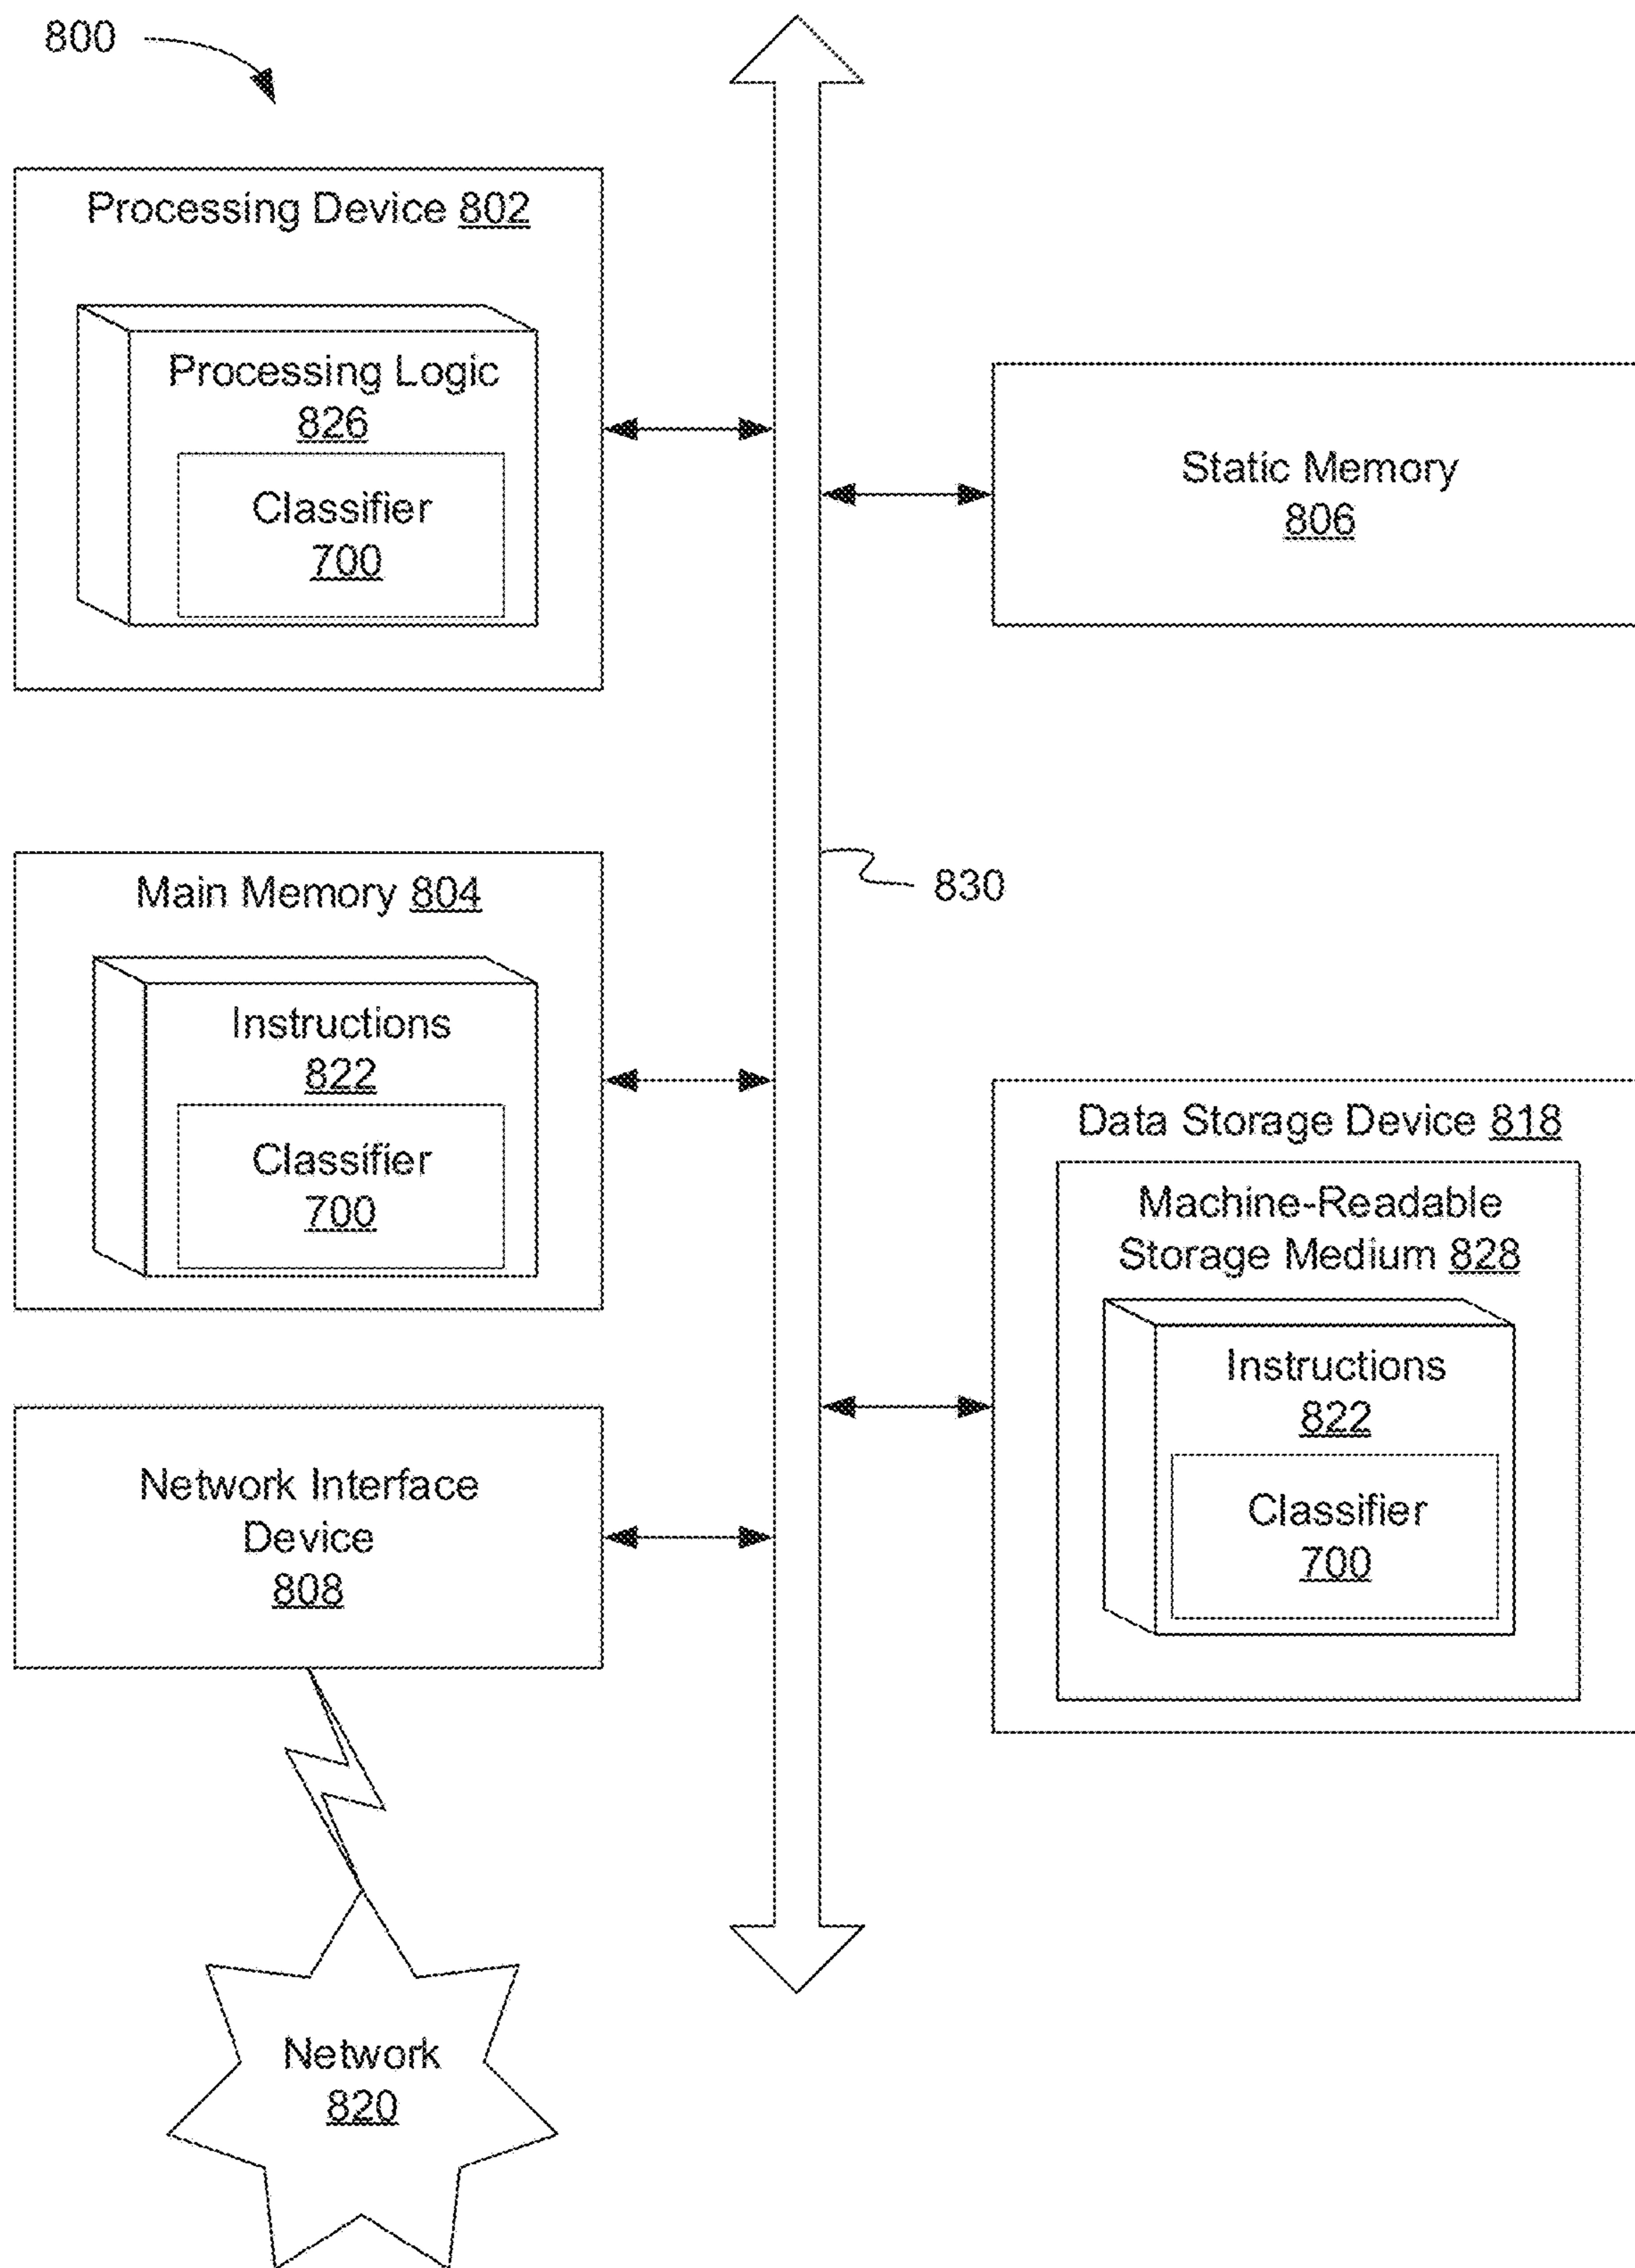 800
Processing Device 802
Processing Logic
826
Classifier
700
Static Memory
806
830
Main Memory 804
Instructions
822
Classifier
700
Data Storage Device 818
Machine-Readable
Storage Medium 828
Instructions
822
Classifier
700
Network Interface
Device
808
Network
820